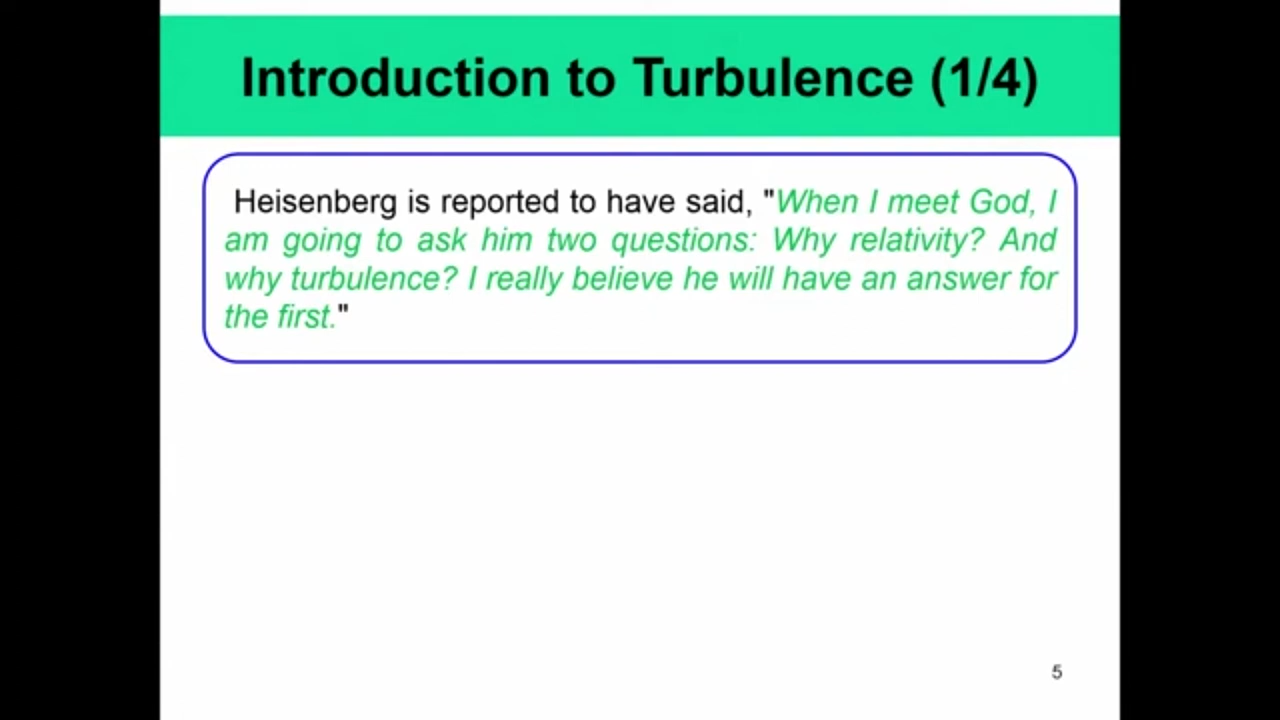 Introduction to Turbulence (1/4)
Heisenberg is reported to have said, "When I meet God, I
am going to ask him two questions: Why relativity? And
why turbulence? I really believe he will have an answer for
the first."
5